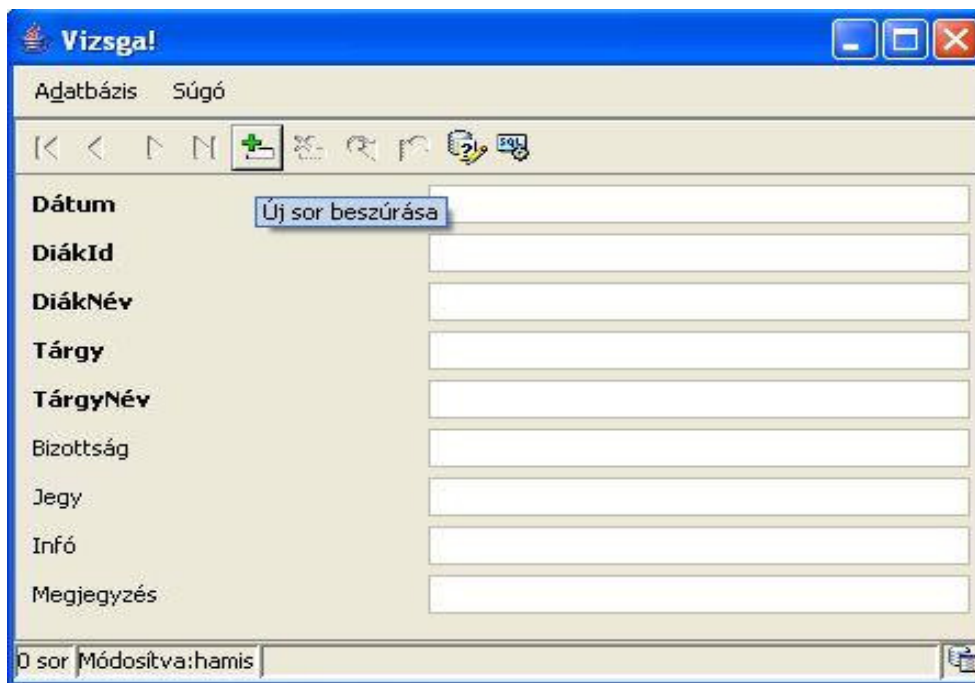 Vizsga!
Adatbázis Súgó
SQL
Dátum
Új sor beszúrása
DiákId
DiákNév
Tárgy
TárgyNév
Bizottság
Jegy
Infó
Megjegyzés
0 sor Módosítva:hamis